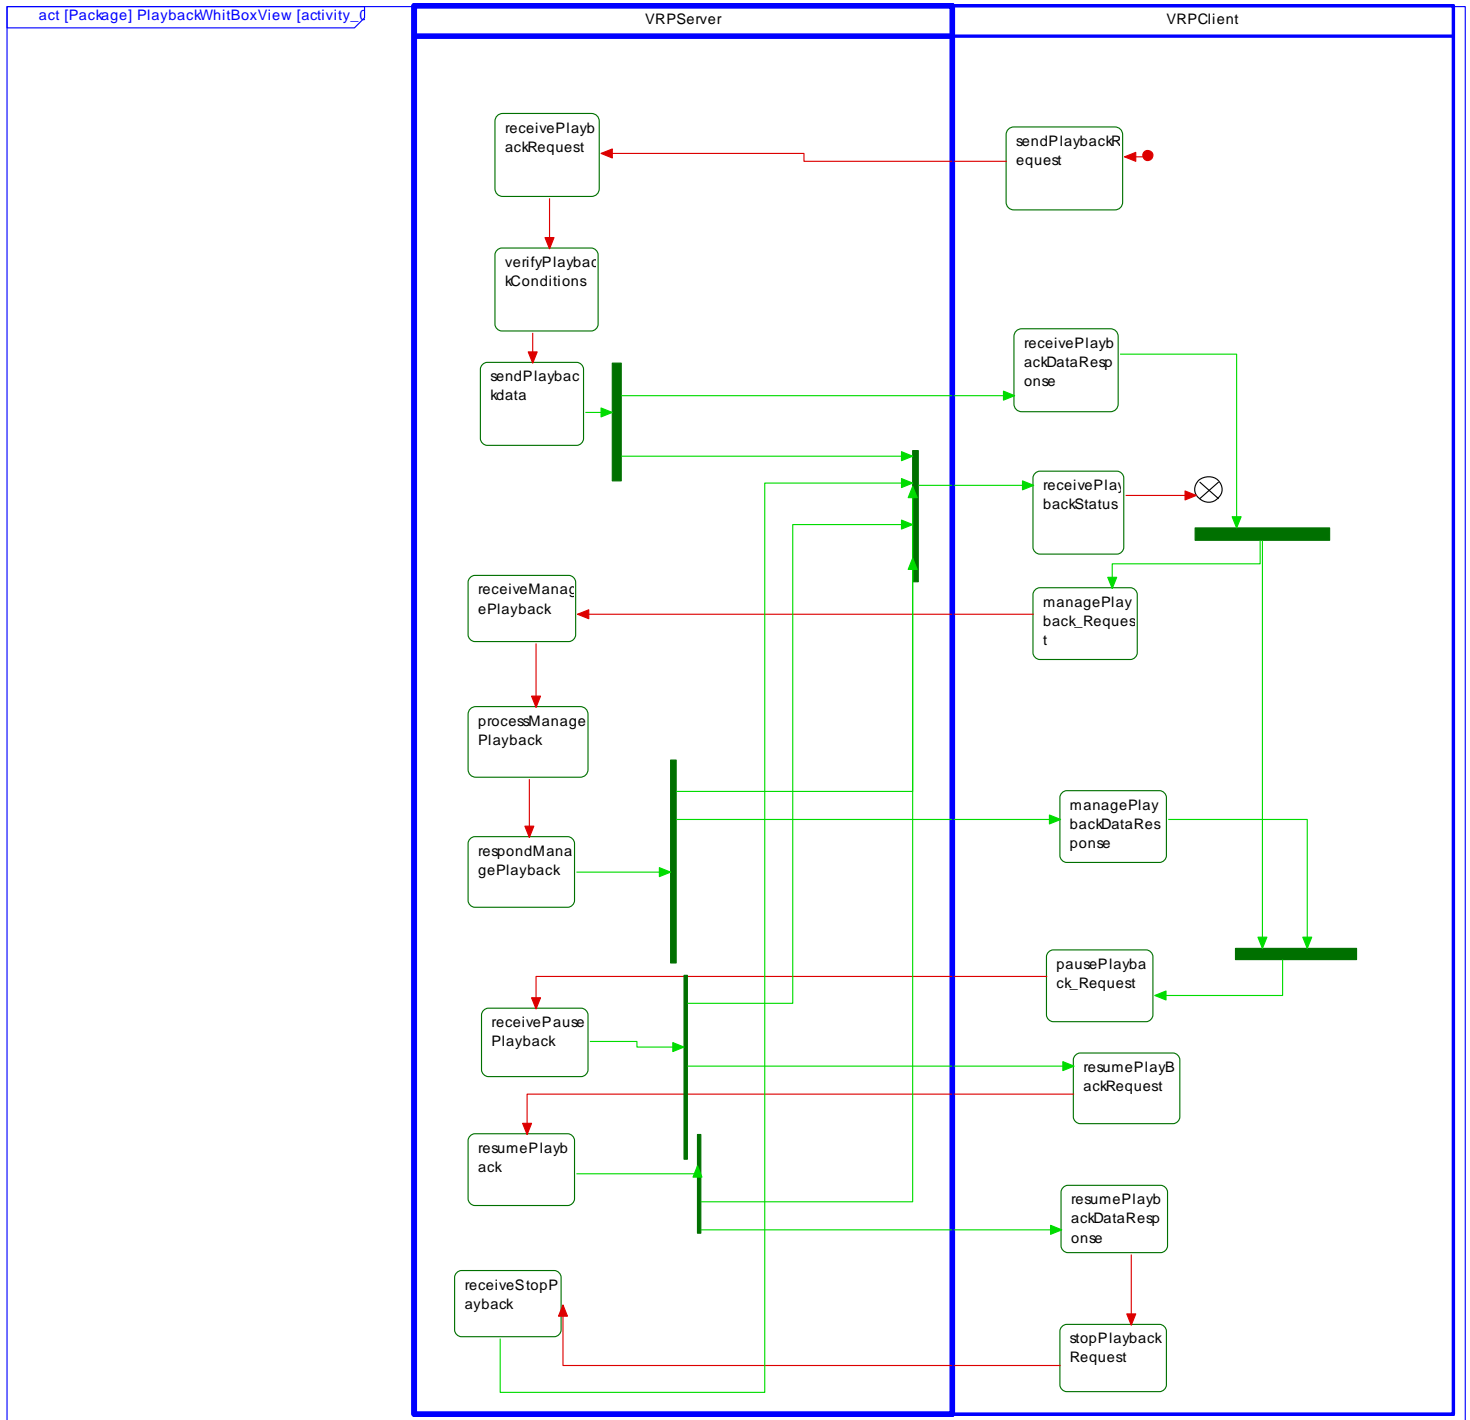 act [Package] PlaybackWhitBoxView [activity_0
VRPServer
VRPClient
receivePlayb
ackRequest
sendPlaybackR
equest
verifyPlaybac
kConditions
receivePlayb
ackDataResp
onse
sendPlaybac
kdata
receivePlay
backStatus
receiveManag
ePlayback
managePlay
back_Reques
t
processManage
Playback
managePlay
backDataRes
ponse
respondMana
gePlayback
pausePlayba
ck_Request
receivePause
Playback
resumePlayB
ackRequest
resumePlayb
ack
resumePlayb
ackDataResp
onse
receiveStopP
ayback
stopPlayback
Request